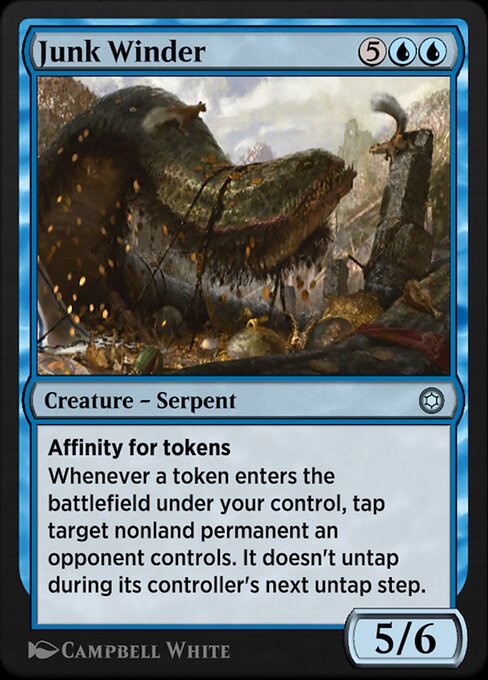 Junk Winder 5
Creature – Serpent
Affinity for tokens
Whenever a token enters the
battlefield under your control, tap
target nonland permanent an
opponent controls. It doesn't untap
during its controller's next untap step.
5/6
Campbell White